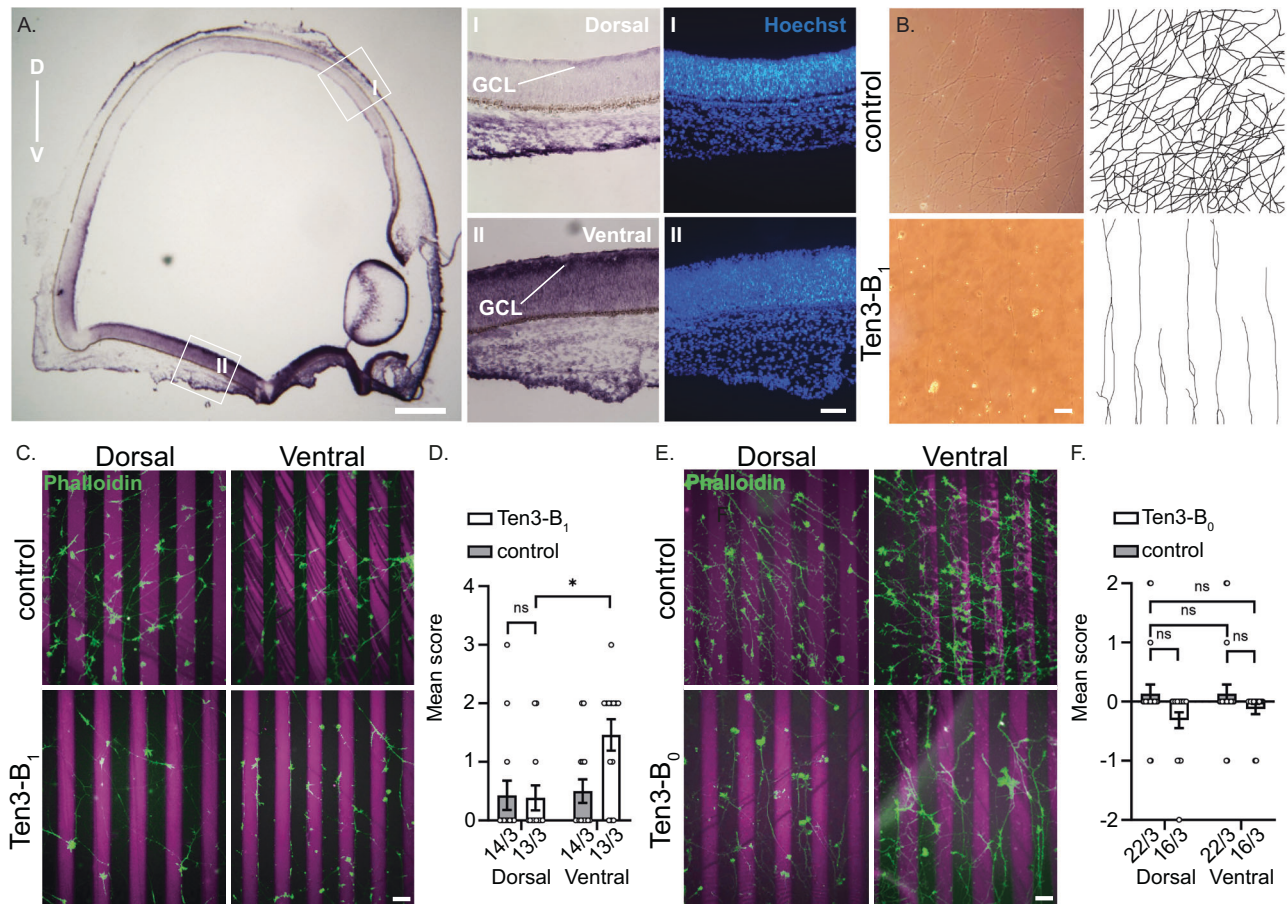 A.
D
V
I
II
I
Dorsal
GCL
I
Hoechst
II
Ventral
GCL
II
B.
control
Ten3-B₁
C.
Dorsal
Ventral
Phalloidin
control
Ten3-B₁
D.
Ten3-B₁
control
Mean score
4
3
2
1
0
ns
*
14/3
13/3
14/3
13/3
Dorsal
Ventral
E.
Dorsal
Ventral
Phalloidin
control
Ten3-B₀
F.
Ten3-B₀
control
Mean score
2
1
0
-1
-2
ns
ns
ns
ns
22/3
16/3
22/3
16/3
Dorsal
Ventral